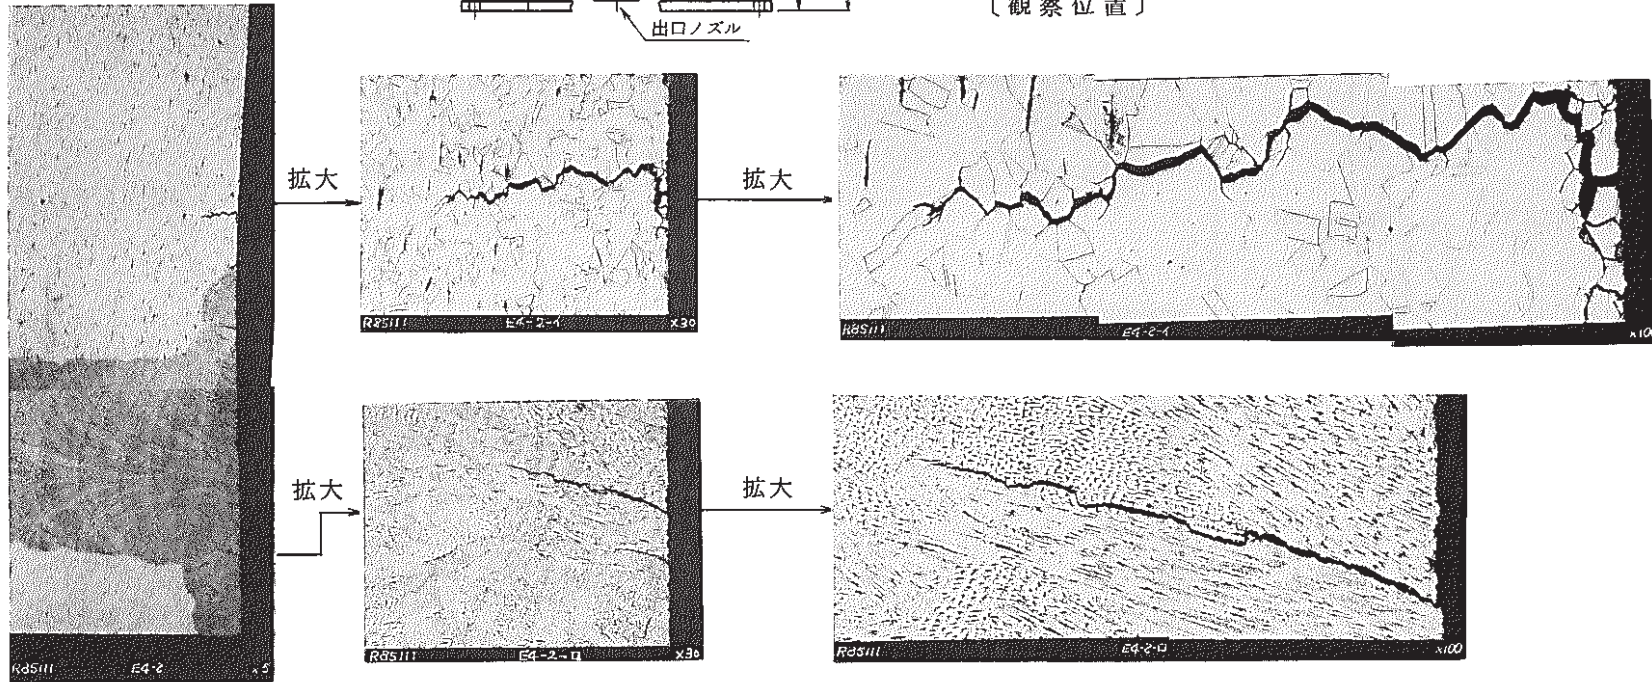 〔観察位置〕
出口ノズル
拡大
拡大
R85111 E4-2-イ ×30
R85111 E4-2-イ ×100
拡大
拡大
R85111 E4-2 ×5
R85111 E4-2-ロ ×30
R85111 E4-2-ロ ×100